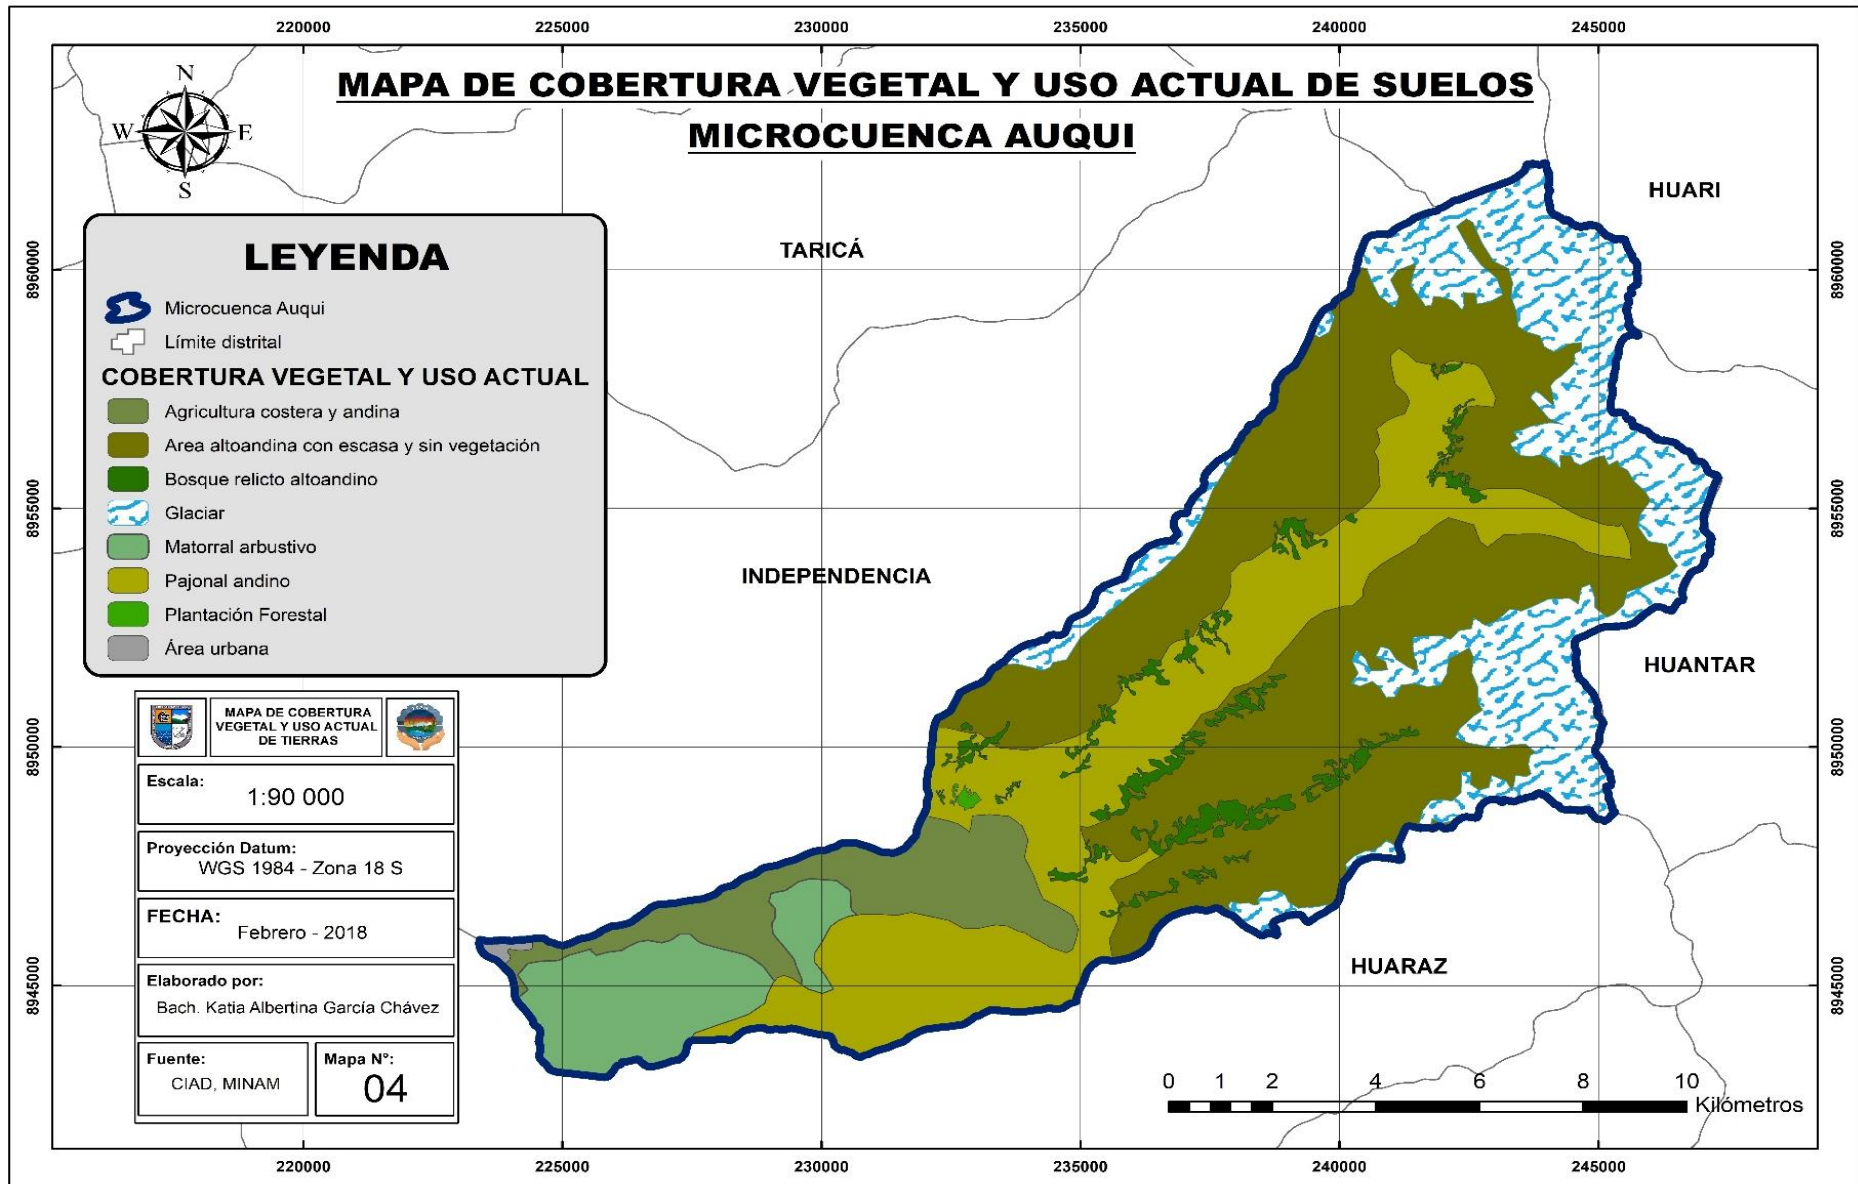 220000 225000 230000 235000 240000 245000
MAPA DE COBERTURA VEGETAL Y USO ACTUAL DE SUELOS
MICROCUENCA AUQUI
N
W E
S
HUARI
TARICÁ
INDEPENDENCIA
HUANTAR
HUARAZ
8960000
8955000
8950000
8945000
8960000
8955000
8950000
8945000
LEYENDA
Microcuenca Auqui
Límite distrital
COBERTURA VEGETAL Y USO ACTUAL
Agricultura costera y andina
Area altoandina con escasa y sin vegetación
Bosque relicto altoandino
Glaciar
Matorral arbustivo
Pajonal andino
Plantación Forestal
Área urbana
MAPA DE COBERTURA
VEGETAL Y USO ACTUAL
DE TIERRAS
Escala:
1:90 000
Proyección Datum:
WGS 1984 - Zona 18 S
FECHA:
Febrero - 2018
Elaborado por:
Bach. Katia Albertina García Chávez
Fuente:
CIAD, MINAM
Mapa N°:
04
0 1 2 4 6 8 10
Kilómetros
220000 225000 230000 235000 240000 245000